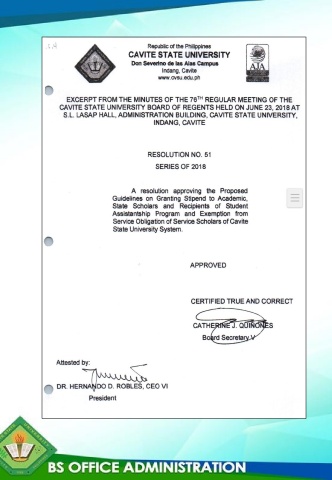 Republic of the Philippines
CAVITE STATE UNIVERSITY
Don Severino de las Alas Campus
Indang, Cavite
www.cvsu.edu.ph
AJA
EXCERPT FROM THE MINUTES OF THE 76TH REGULAR MEETING OF THE
CAVITE STATE UNIVERSITY BOARD OF REGENTS HELD ON JUNE 23, 2018 AT
S.L. LASAP HALL, ADMINISTRATION BUILDING, CAVITE STATE UNIVERSITY,
INDANG, CAVITE
RESOLUTION NO. 51
SERIES OF 2018
A resolution approving the Proposed
Guidelines on Granting Stipend to Academic,
State Scholars and Recipients of Student
Assistantship Program and Exemption from
Service Obligation of Service Scholars of Cavite
State University System.
APPROVED
CERTIFIED TRUE AND CORRECT
CATHERINE J. QUIÑONES
Board Secretary V
Attested by:
DR. HERNANDO D. ROBLES, CEO VI
President
BS OFFICE ADMINISTRATION